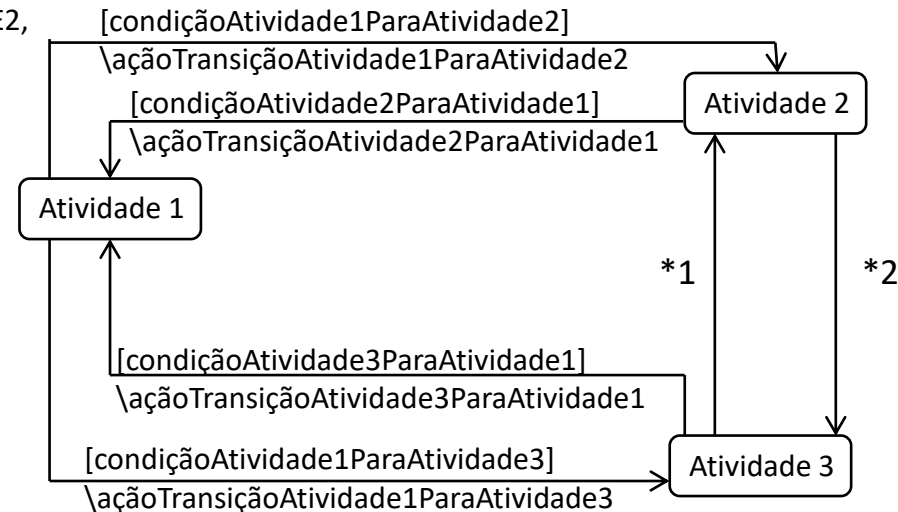 E2,
[condiçãoAtividade1ParaAtividade2]
\açãoTransiçãoAtividade1ParaAtividade2
[condiçãoAtividade2ParaAtividade1]
\açãoTransiçãoAtividade2ParaAtividade1
Atividade 2
Atividade 1
*1
*2
[condiçãoAtividade3ParaAtividade1]
\açãoTransiçãoAtividade3ParaAtividade1
[condiçãoAtividade1ParaAtividade3]
\açãoTransiçãoAtividade1ParaAtividade3
Atividade 3